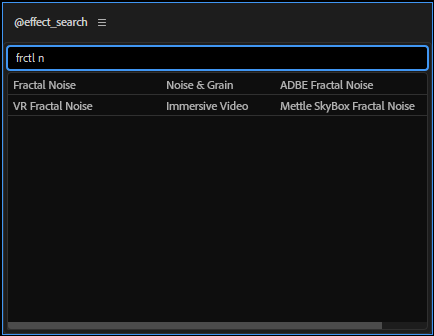 @effect_search
frctl n
Fractal Noise Noise & Grain ADBE Fractal Noise
VR Fractal Noise Immersive Video Mettle SkyBox Fractal Noise